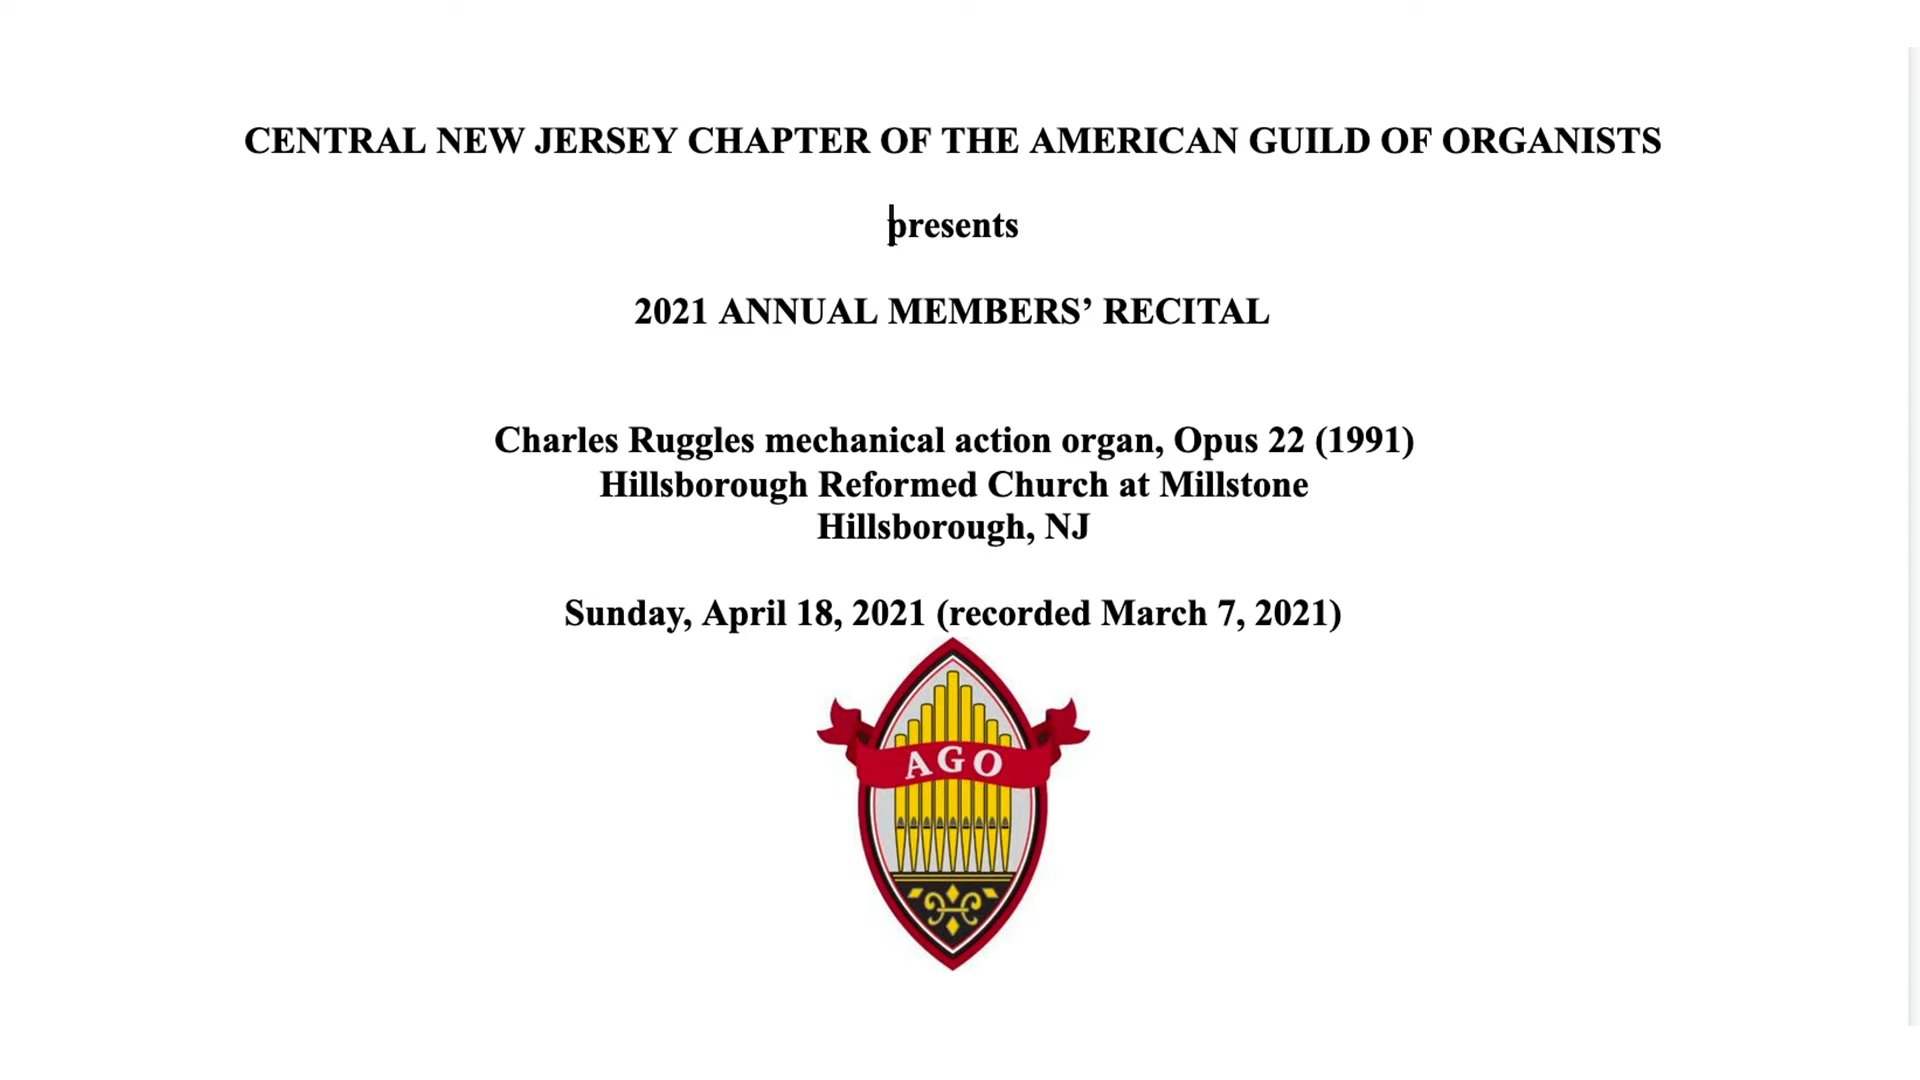 CENTRAL NEW JERSEY CHAPTER OF THE AMERICAN GUILD OF ORGANISTS
presents
2021 ANNUAL MEMBERS’ RECITAL
Charles Ruggles mechanical action organ, Opus 22 (1991)
Hillsborough Reformed Church at Millstone
Hillsborough, NJ
Sunday, April 18, 2021 (recorded March 7, 2021)
AGO